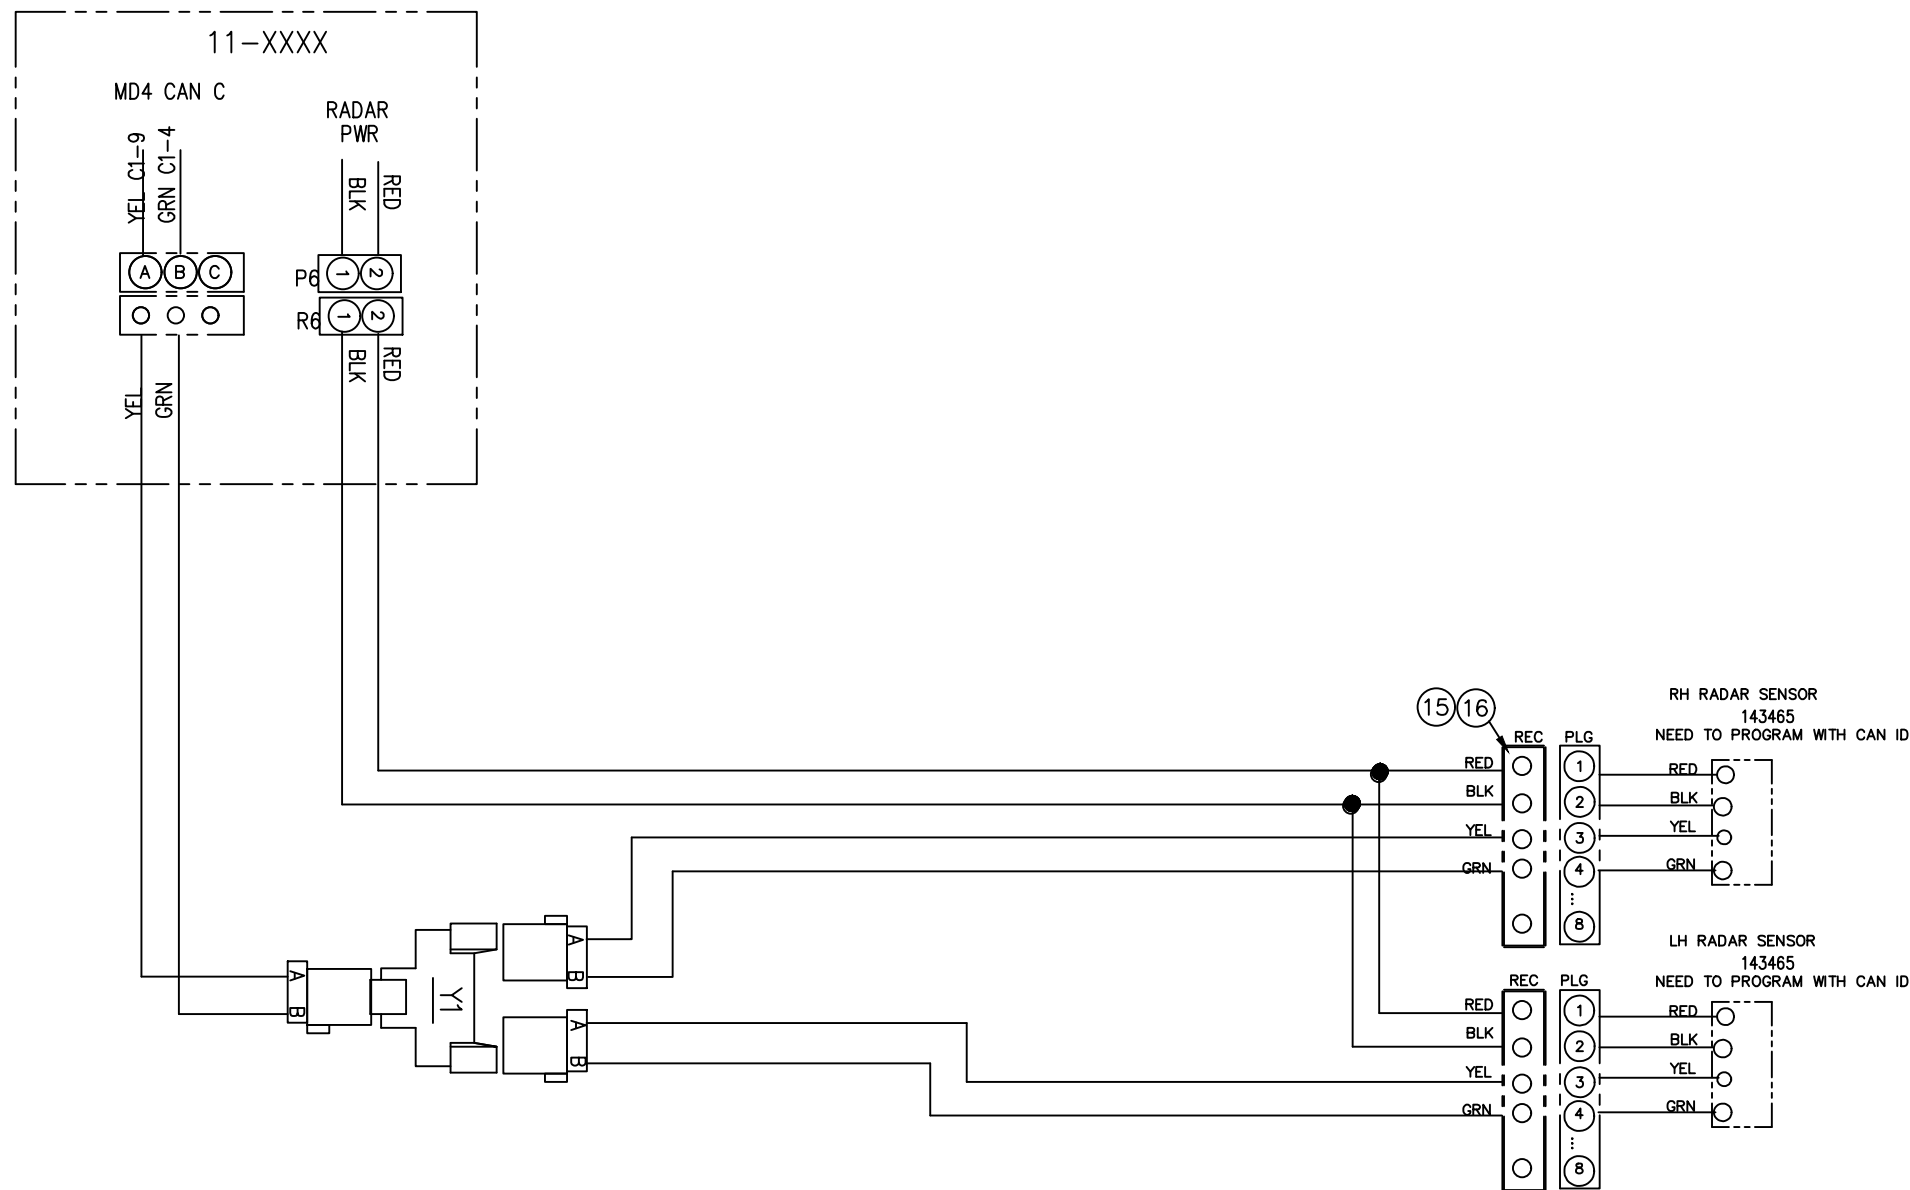 11-XXXX
MD4 CAN C
RADAR
PWR
YEL C1-9
GRN C1-4
BLK
RED
A B C
P6 1 2
R6 1 2
BLK
RED
YEL
GRN
15 16
RH RADAR SENSOR
143465
NEED TO PROGRAM WITH CAN ID
REC PLG
RED 1 RED
BLK 2 BLK
YEL 3 YEL
GRN 4 GRN
...
8
A
B
A
B
Y1
A
B
LH RADAR SENSOR
143465
NEED TO PROGRAM WITH CAN ID
REC PLG
RED 1 RED
BLK 2 BLK
YEL 3 YEL
GRN 4 GRN
...
8